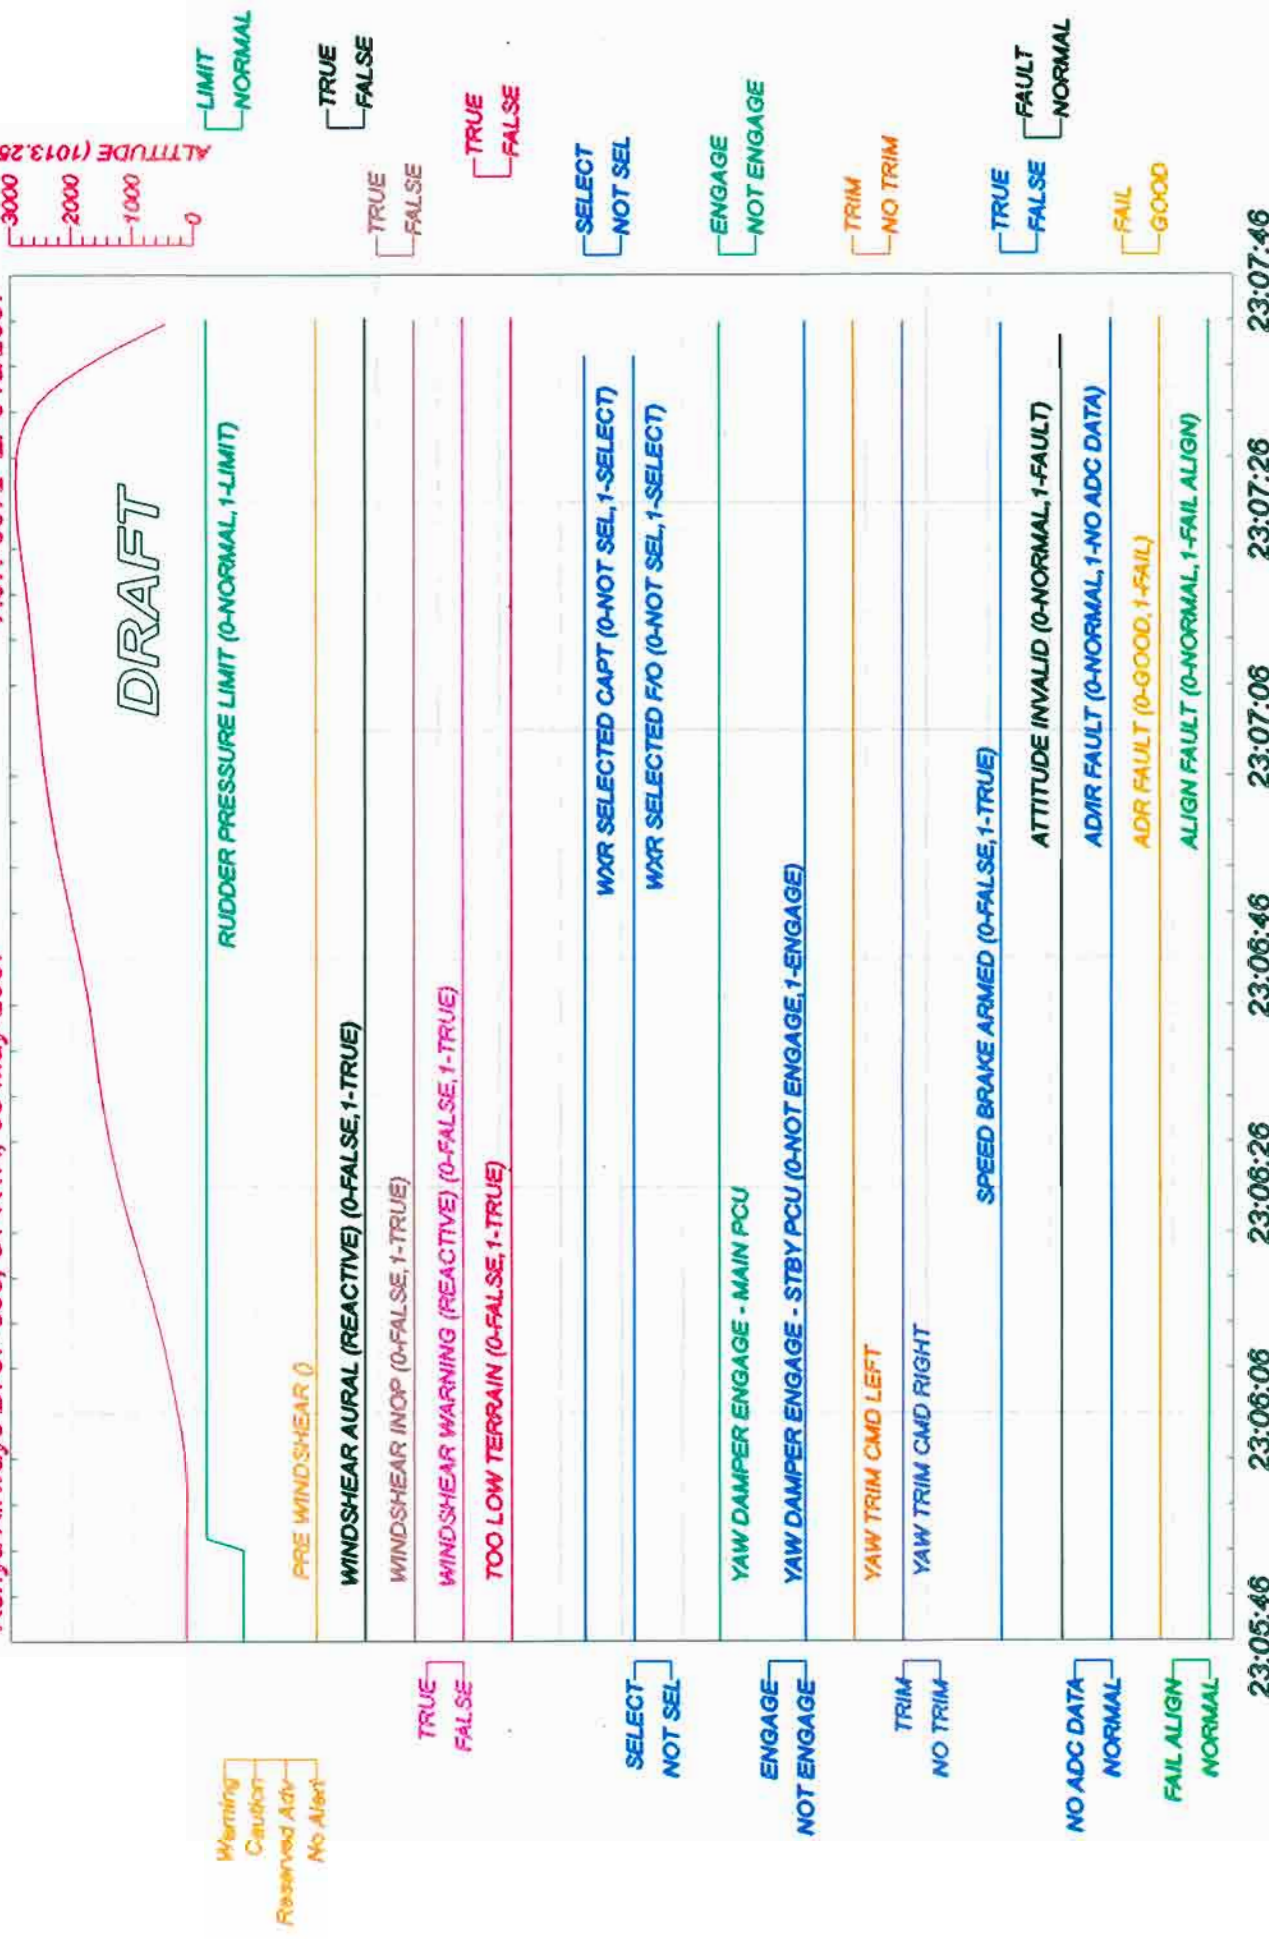 3000
2000
1000
0
LIMIT
NORMAL
DRAFT
RUDDER PRESSURE LIMIT (0-NORMAL,1-LIMIT)
Warning
Caution
Reserved Adv
No Alert
PRE WINDSHEAR ()
TRUE
FALSE
WINDSHEAR AURAL (REACTIVE) (0-FALSE,1-TRUE)
TRUE
FALSE
WINDSHEAR INOP (0-FALSE,1-TRUE)
TRUE
FALSE
WINDSHEAR WARNING (REACTIVE) (0-FALSE,1-TRUE)
TRUE
FALSE
TOO LOW TERRAIN (0-FALSE,1-TRUE)
SELECT
NOT SEL
WXR SELECTED CAPT (0-NOT SEL,1-SELECT)
SELECT
NOT SEL
WXR SELECTED F/O (0-NOT SEL,1-SELECT)
ENGAGE
NOT ENGAGE
YAW DAMPER ENGAGE - MAIN PCU
ENGAGE
NOT ENGAGE
YAW DAMPER ENGAGE - STBY PCU (0-NOT ENGAGE,1-ENGAGE)
TRIM
NO TRIM
YAW TRIM CMD LEFT
TRIM
NO TRIM
YAW TRIM CMD RIGHT
TRUE
FALSE
SPEED BRAKE ARMED (0-FALSE,1-TRUE)
FAULT
NORMAL
ATTITUDE INVALID (0-NORMAL,1-FAULT)
NO ADC DATA
NORMAL
AD/IR FAULT (0-NORMAL,1-NO ADC DATA)
FAIL
GOOD
ADR FAULT (0-GOOD,1-FAIL)
FAIL ALIGN
NORMAL
ALIGN FAULT (0-NORMAL,1-FAIL ALIGN)
23:05:46 23:06:06 23:06:26 23:06:46 23:07:06 23:07:26 23:07:46
ALTITUDE (1013.25